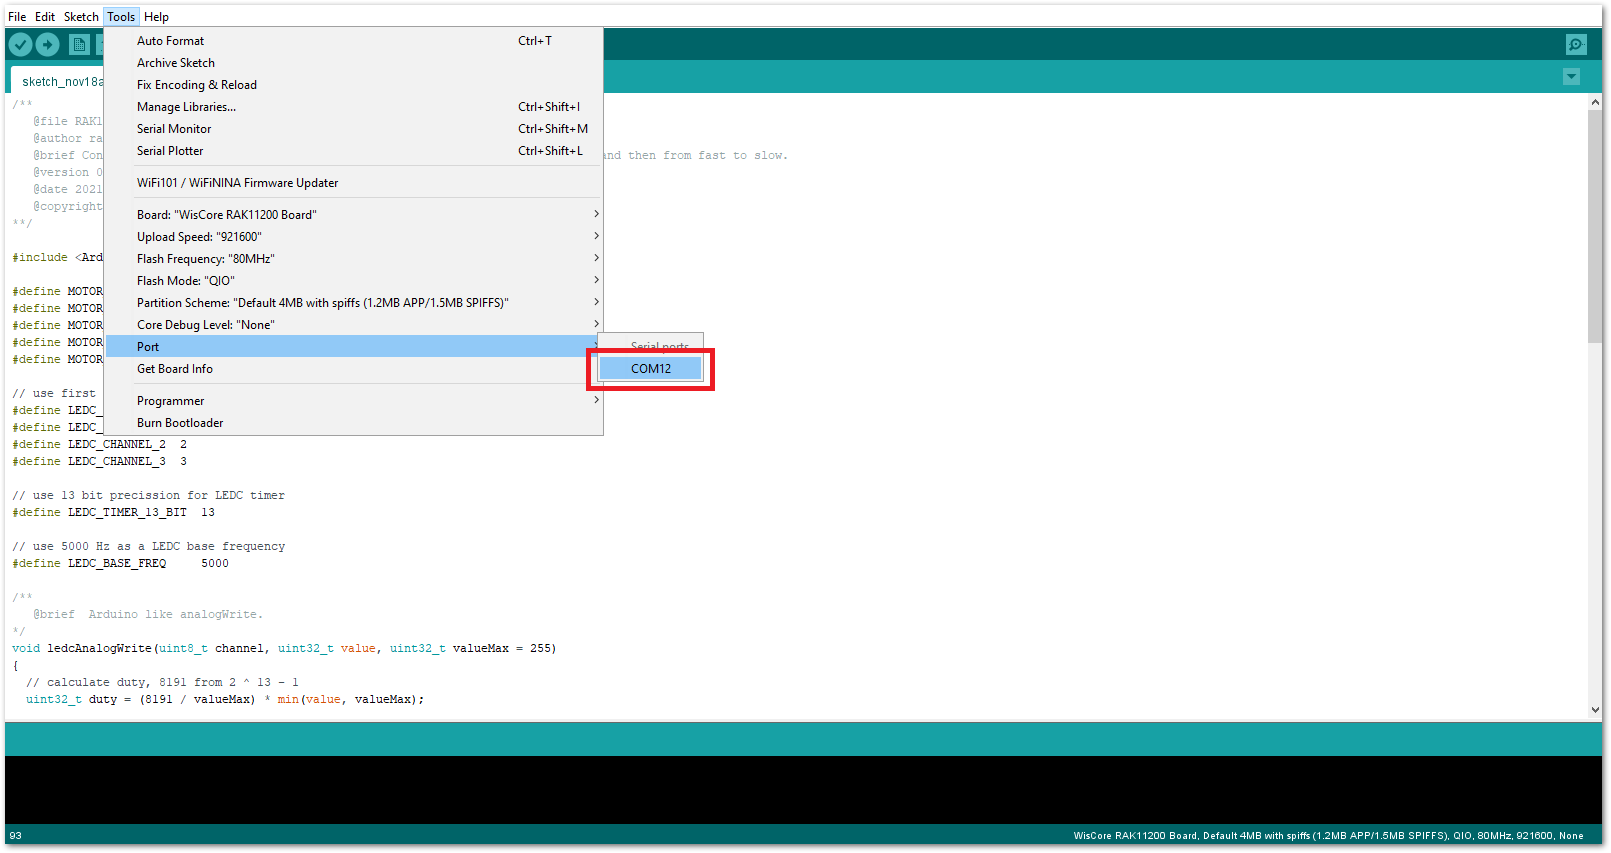 File Edit Sketch Tools Help
sketch_nov18a
Auto Format Ctrl+T
Archive Sketch
Fix Encoding & Reload
Manage Libraries... Ctrl+Shift+I
Serial Monitor Ctrl+Shift+M
Serial Plotter Ctrl+Shift+L
WiFi101 / WiFiNINA Firmware Updater
Board: "WisCore RAK11200 Board"
Upload Speed: "921600"
Flash Frequency: "80MHz"
Flash Mode: "QIO"
Partition Scheme: "Default 4MB with spiffs (1.2MB APP/1.5MB SPIFFS)"
Core Debug Level: "None"
Port
Get Board Info
Programmer
Burn Bootloader
Serial ports
COM12
/**
@file RAK1
@author ra
@brief Con and then from fast to slow.
@version 0
@date 2021
@copyright
**/
#include <Ard
#define MOTOR
#define MOTOR
#define MOTOR
#define MOTOR
#define MOTOR
// use first
#define LEDC_
#define LEDC_
#define LEDC_CHANNEL_2 2
#define LEDC_CHANNEL_3 3
// use 13 bit precission for LEDC timer
#define LEDC_TIMER_13_BIT 13
// use 5000 Hz as a LEDC base frequency
#define LEDC_BASE_FREQ 5000
/**
@brief Arduino like analogWrite.
*/
void ledcAnalogWrite(uint8_t channel, uint32_t value, uint32_t valueMax = 255)
{
// calculate duty, 8191 from 2 ^ 13 - 1
uint32_t duty = (8191 / valueMax) * min(value, valueMax);
93
WisCore RAK11200 Board, Default 4MB with spiffs (1.2MB APP/1.5MB SPIFFS), QIO, 80MHz, 921600, None